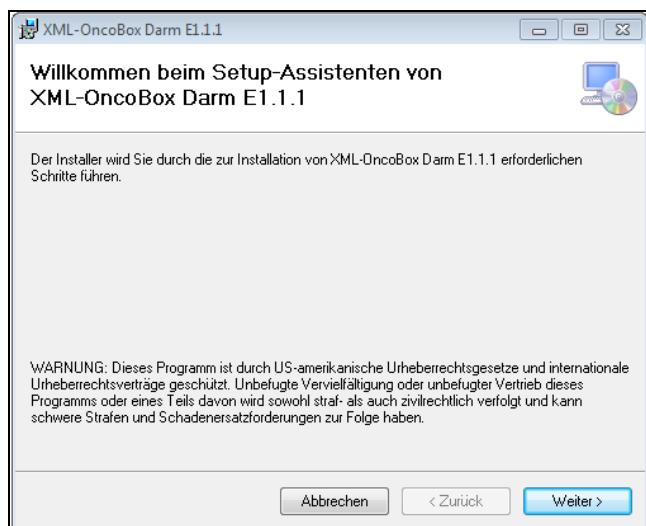 XML-OncoBox Darm E1.1.1
Willkommen beim Setup-Assistenten von
XML-OncoBox Darm E1.1.1
Der Installer wird Sie durch die zur Installation von XML-OncoBox Darm E1.1.1 erforderlichen
Schritte führen.
WARNUNG: Dieses Programm ist durch US-amerikanische Urheberrechtsgesetze und internationale
Urheberrechtsverträge geschützt. Unbefugte Vervielfältigung oder unbefugter Vertrieb dieses
Programms oder eines Teils davon wird sowohl straf- als auch zivilrechtlich verfolgt und kann
schwere Strafen und Schadenersatzforderungen zur Folge haben.
Abbrechen < Zurück Weiter >